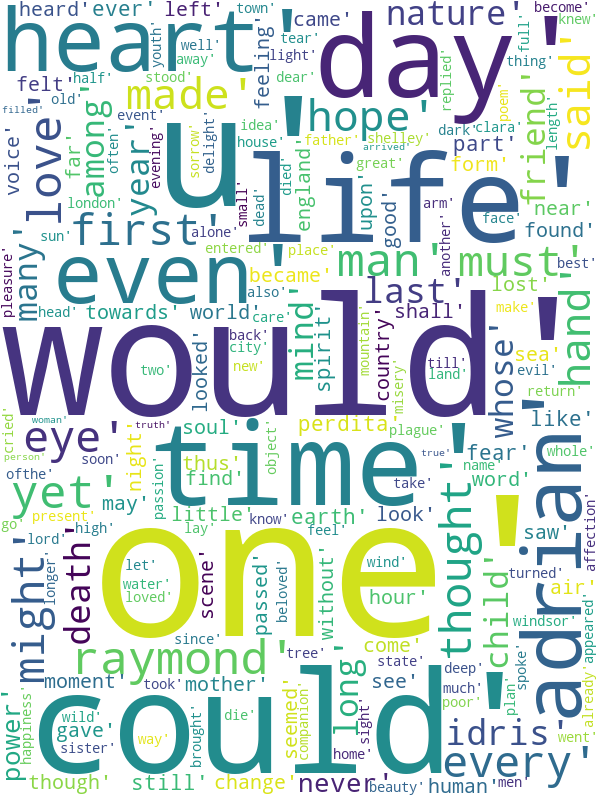 heard'
ever'
left'
town'
become'
heart'
youth'
well'
away'
came'
nature'
knew'
day'
tear'
light'
feeling'
full'
thing'
said'
felt'
half'
stood'
dear'
replied'
old'
made'
hope'
poem'
length'
filled'
event'
idea'
father'
shelley'
dark'
clara'
friend'
voice'
love'
far'
among'
often'
year'
evening'
sorrow'
delight'
house'
arrived'
england'
part'
form'
u'
died'
great'
london'
small'
dead'
upon'
good'
arm'
face'
near'
life'
sun'
first'
alone'
another'
found'
pleasure'
many'
even'
entered'
place'
man'
must'
best'
became'
last'
lost'
hand'
head'
towards'
world'
also'
care'
mind'
spirit'
mountain'
country'
shall'
make'
would'
looked'
back'
city'
new'
till'
land'
whose'
sea'
evil'
two'
misery'
return'
cried'
woman'
truth'
soul'
perdita'
plague'
like'
eye'
person'
ofthe'
soon'
night'
passion'
thus'
find'
object'
time'
true'
fear'
name'
whole'
word'
take'
yet'
may'
adrian'
affection'
go'
present'
high'
little'
lay'
know'
earth'
look'
thought'
saw'
lord'
feel'
might'
longer'
death'
let'
water'
loved'
scene'
one'
passed'
beloved'
without'
wind'
hour'
child'
turned'
air'
windsor'
appeared'
since'
tree'
come'
state'
raymond'
long'
deep'
spoke'
power'
happiness'
moment'
took'
mother'
see'
much'
poor'
plan'
already'
could'
wild'
gave'
sister'
way'
brought'
die'
seemed'
companion'
home'
sight'
idris'
every'
went'
though'
still'
change'
never'
beauty'
human'
men'